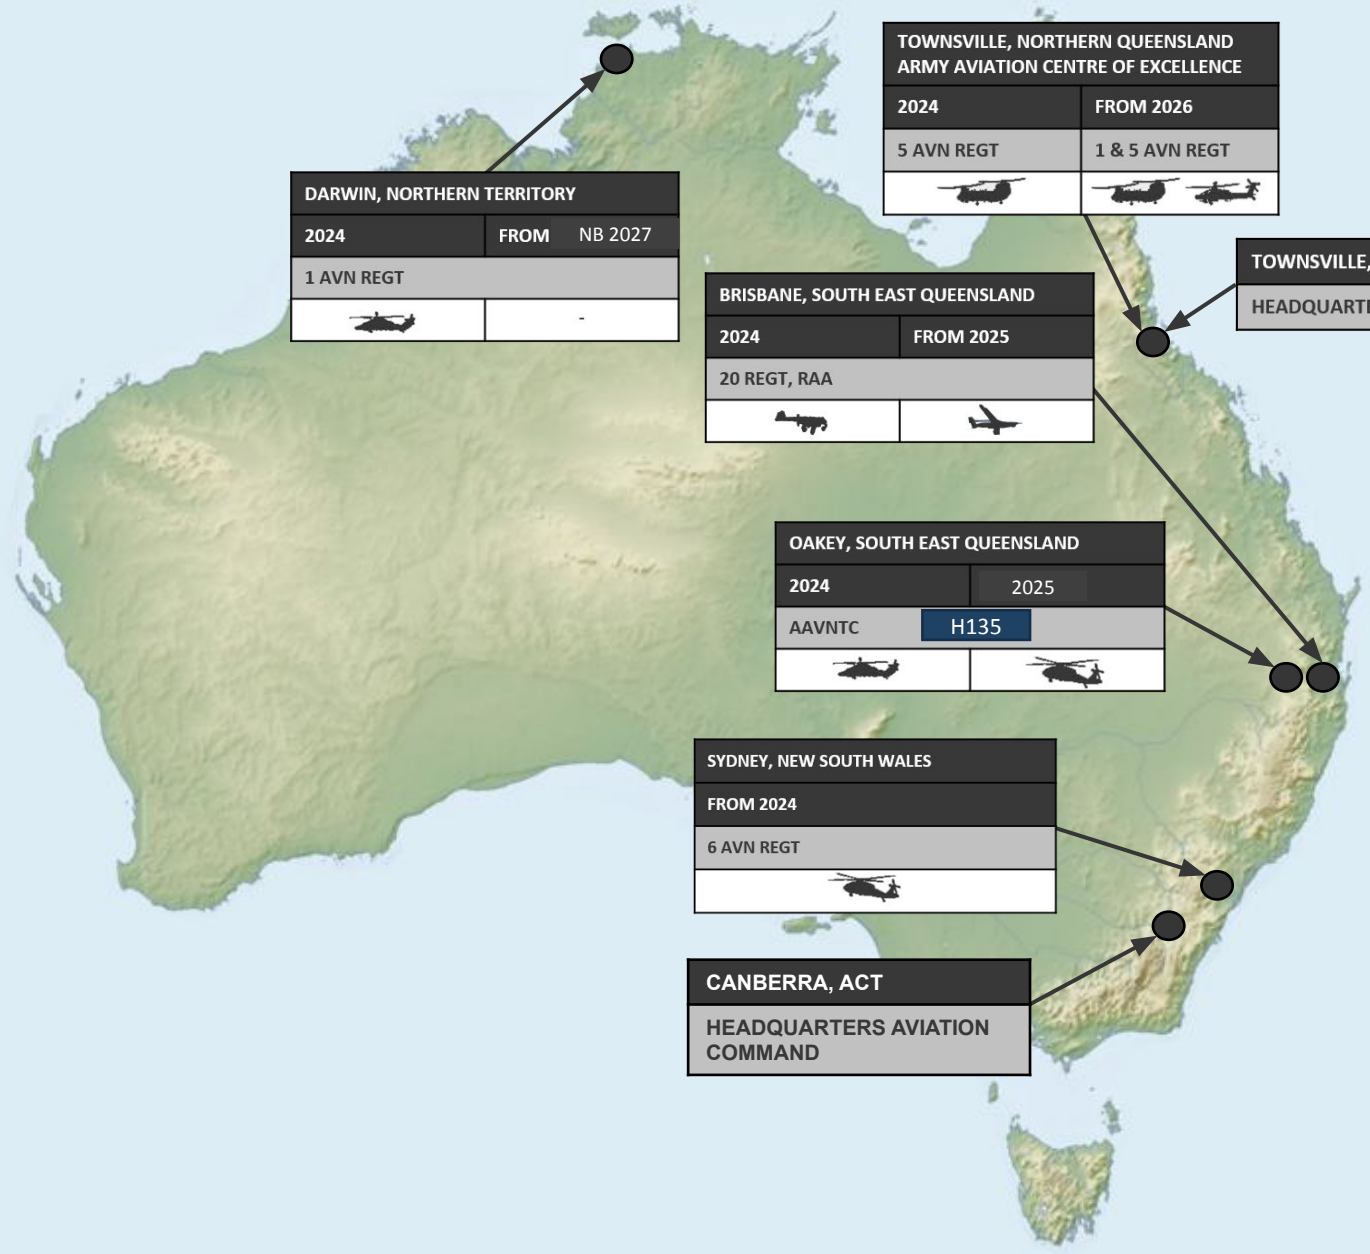 TOWNSVILLE, NORTHERN QUEENSLAND
ARMY AVIATION CENTRE OF EXCELLENCE
2024 FROM 2026
5 AVN REGT 1 & 5 AVN REGT
DARWIN, NORTHERN TERRITORY
2024 FROM NB 2027
1 AVN REGT
-
TOWNSVILLE,
BRISBANE, SOUTH EAST QUEENSLAND
2024 FROM 2025
20 REGT, RAA
OAKEY, SOUTH EAST QUEENSLAND
2024 2025
AAVNTC H135
SYDNEY, NEW SOUTH WALES
FROM 2024
6 AVN REGT
CANBERRA, ACT
HEADQUARTERS AVIATION
COMMAND